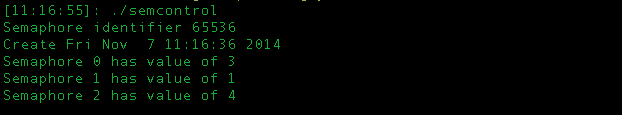 [11:16:55]: ./semcontrol
Semaphore identifier 65536
Create Fri Nov  7 11:16:36 2014
Semaphore 0 has value of 3
Semaphore 1 has value of 1
Semaphore 2 has value of 4